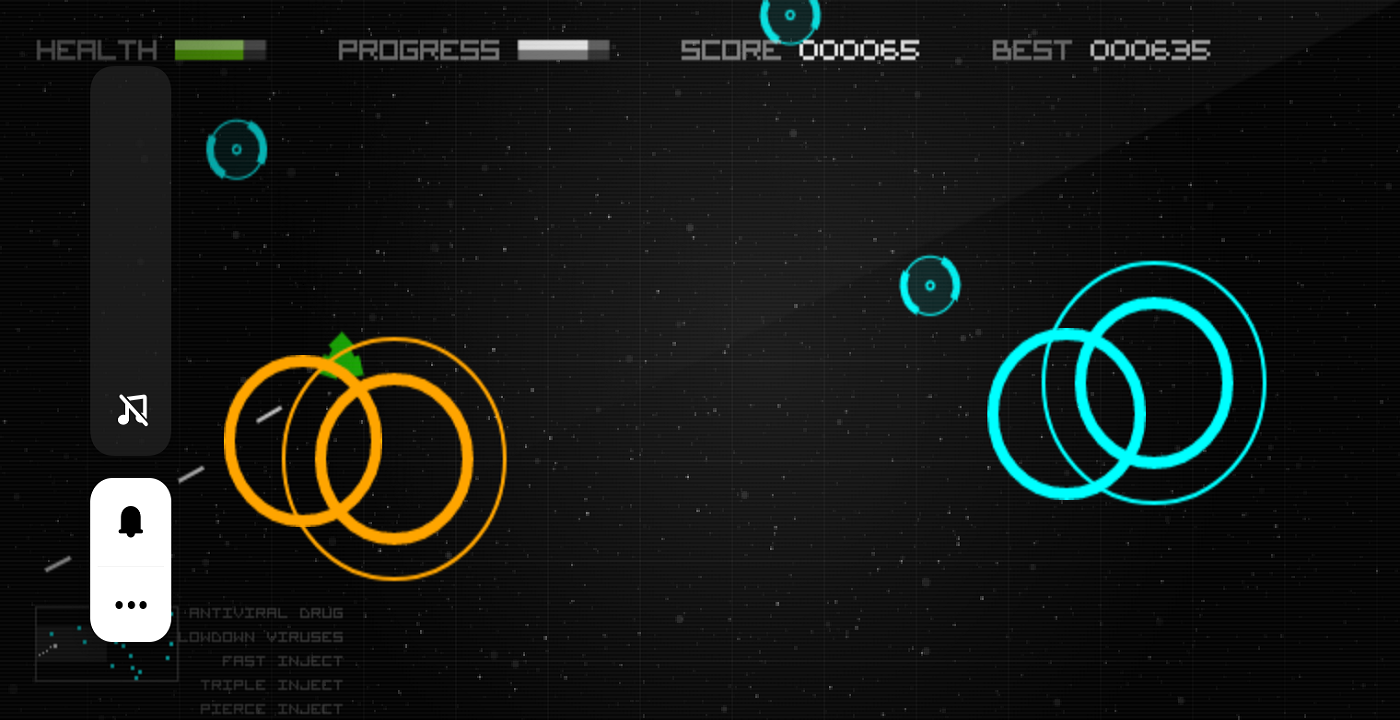 HEALTH PROGRESS SCORE 000065 BEST 000635
ANTIVIRAL DRUG
LOWDOWN VIRUSES
FAST INJECT
TRIPLE INJECT
PIERCE INJECT